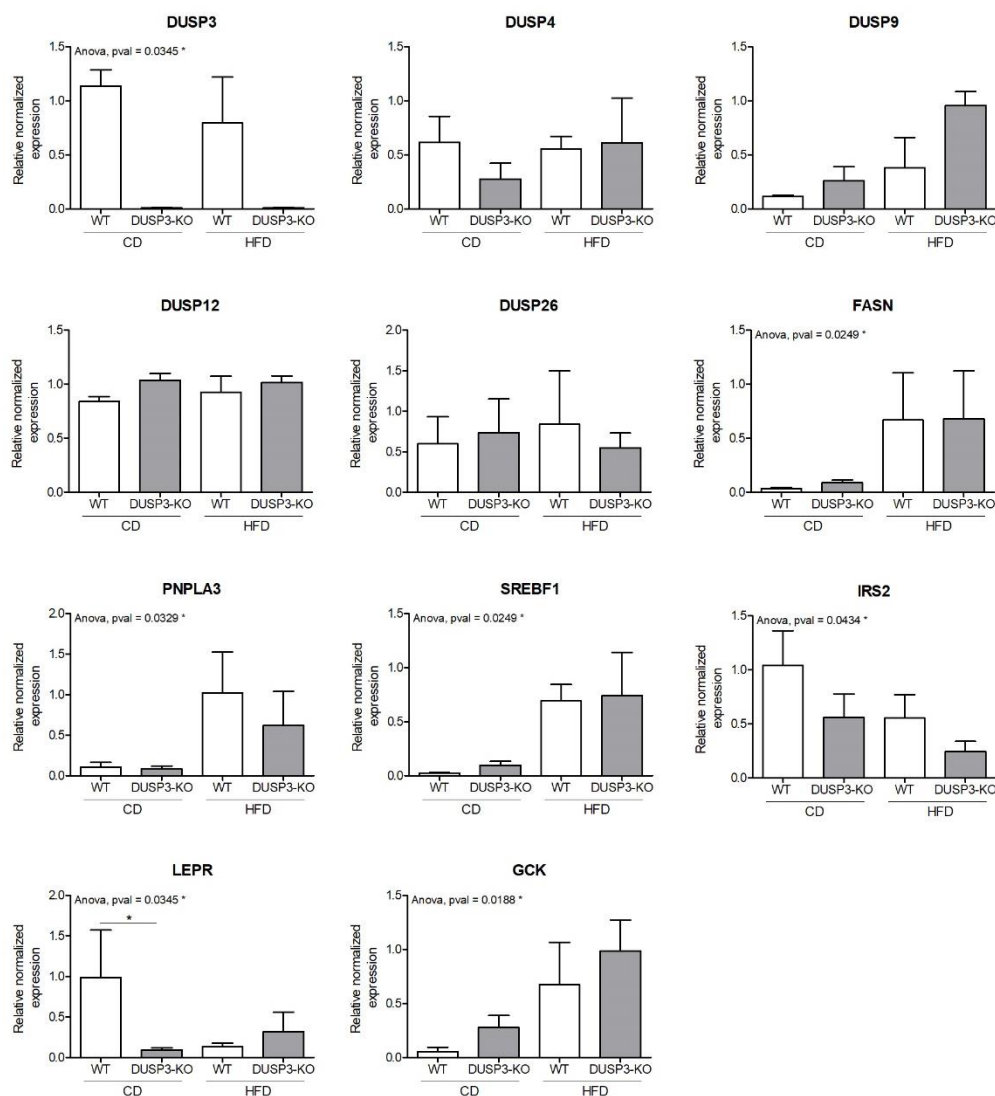 DUSP3
Anova, pval = 0.0345 *
Relative normalized
expression
1.5
1.0
0.5
0.0
WT
DUSP3-KO
WT
DUSP3-KO
CD
HFD
DUSP4
Relative normalized
expression
1.5
1.0
0.5
0.0
WT
DUSP3-KO
WT
DUSP3-KO
CD
HFD
DUSP9
Relative normalized
expression
1.5
1.0
0.5
0.0
WT
DUSP3-KO
WT
DUSP3-KO
CD
HFD
DUSP12
Relative normalized
expression
1.5
1.0
0.5
0.0
WT
DUSP3-KO
WT
DUSP3-KO
CD
HFD
DUSP26
Relative normalized
expression
2.0
1.5
1.0
0.5
0.0
WT
DUSP3-KO
WT
DUSP3-KO
CD
HFD
FASN
Anova, pval = 0.0249 *
Relative normalized
expression
1.5
1.0
0.5
0.0
WT
DUSP3-KO
WT
DUSP3-KO
CD
HFD
PNPLA3
Anova, pval = 0.0329 *
Relative normalized
expression
2.0
1.5
1.0
0.5
0.0
WT
DUSP3-KO
WT
DUSP3-KO
CD
HFD
SREBF1
Anova, pval = 0.0249 *
Relative normalized
expression
1.5
1.0
0.5
0.0
WT
DUSP3-KO
WT
DUSP3-KO
CD
HFD
IRS2
Anova, pval = 0.0434 *
Relative normalized
expression
1.5
1.0
0.5
0.0
WT
DUSP3-KO
WT
DUSP3-KO
CD
HFD
LEPR
Anova, pval = 0.0345 *
*
Relative normalized
expression
2.0
1.5
1.0
0.5
0.0
WT
DUSP3-KO
WT
DUSP3-KO
CD
HFD
GCK
Anova, pval = 0.0188 *
Relative normalized
expression
1.5
1.0
0.5
0.0
WT
DUSP3-KO
WT
DUSP3-KO
CD
HFD